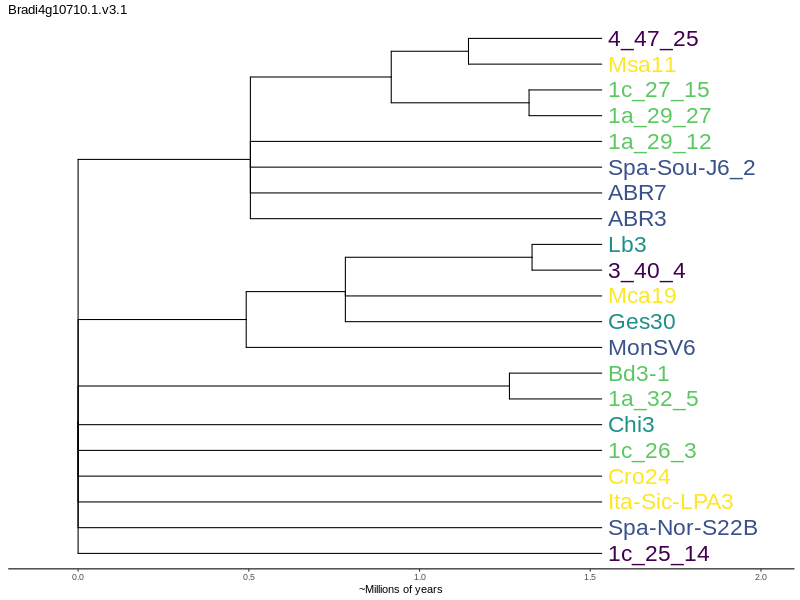 Bradi4g10710.1.v3.1
4_47_25
Msa11
1c_27_15
1a_29_27
1a_29_12
Spa-Sou-J6_2
ABR7
ABR3
Lb3
3_40_4
Mca19
Ges30
MonSV6
Bd3-1
1a_32_5
Chi3
1c_26_3
Cro24
Ita-Sic-LPA3
Spa-Nor-S22B
1c_25_14
0.0 0.5 1.0 1.5 2.0
~Millions of years